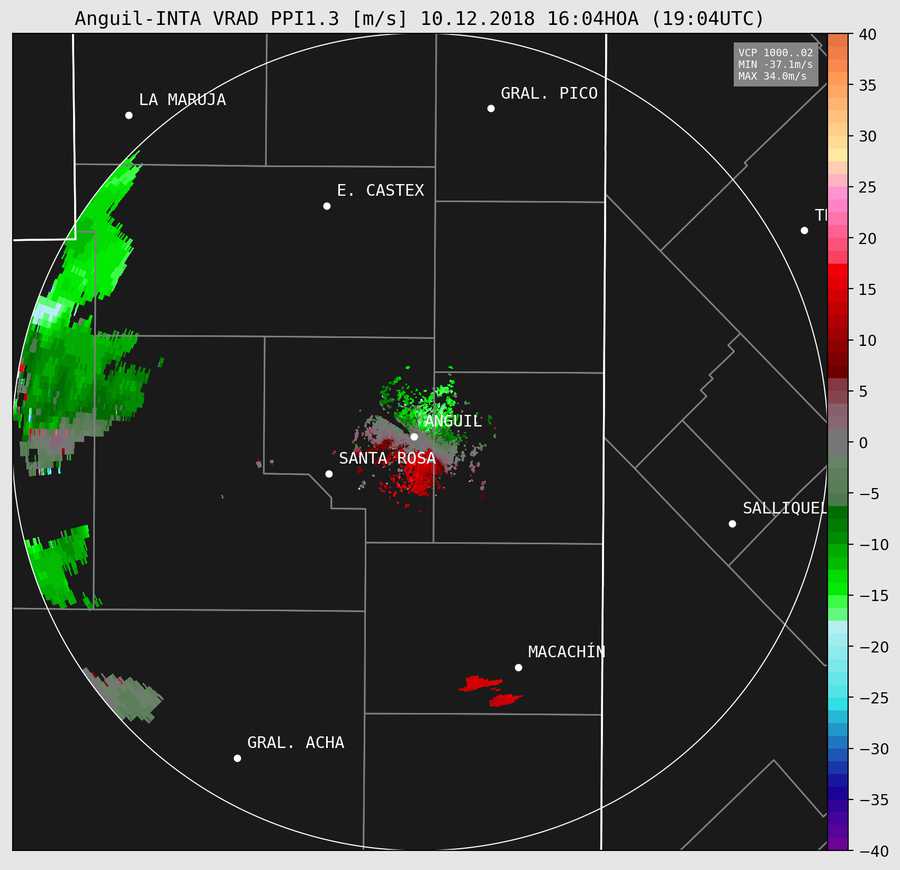 Anguil-INTA VRAD PPI1.3 [m/s] 10.12.2018 16:04HOA (19:04UTC)
VCP 1000..02
MIN -37.1m/s
MAX 34.0m/s
LA MARUJA
GRAL. PICO
E. CASTEX
ANGUIL
SANTA ROSA
SALLIQUEL
MACACHÍN
GRAL. ACHA
40
35
30
25
20
15
10
5
0
−5
−10
−15
−20
−25
−30
−35
−40